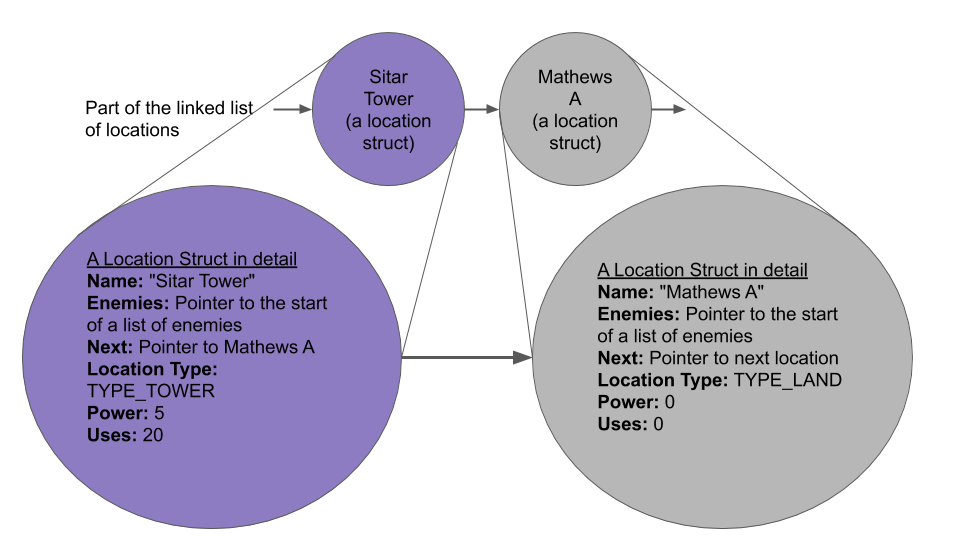 Sitar
Tower
(a location
struct)
Mathews
A
(a location
struct)
Part of the linked list
of locations
A Location Struct in detail
Name: "Sitar Tower"
Enemies: Pointer to the start
of a list of enemies
Next: Pointer to Mathews A
Location Type:
TYPE_TOWER
Power: 5
Uses: 20
A Location Struct in detail
Name: "Mathews A"
Enemies: Pointer to the start
of a list of enemies
Next: Pointer to next location
Location Type: TYPE_LAND
Power: 0
Uses: 0